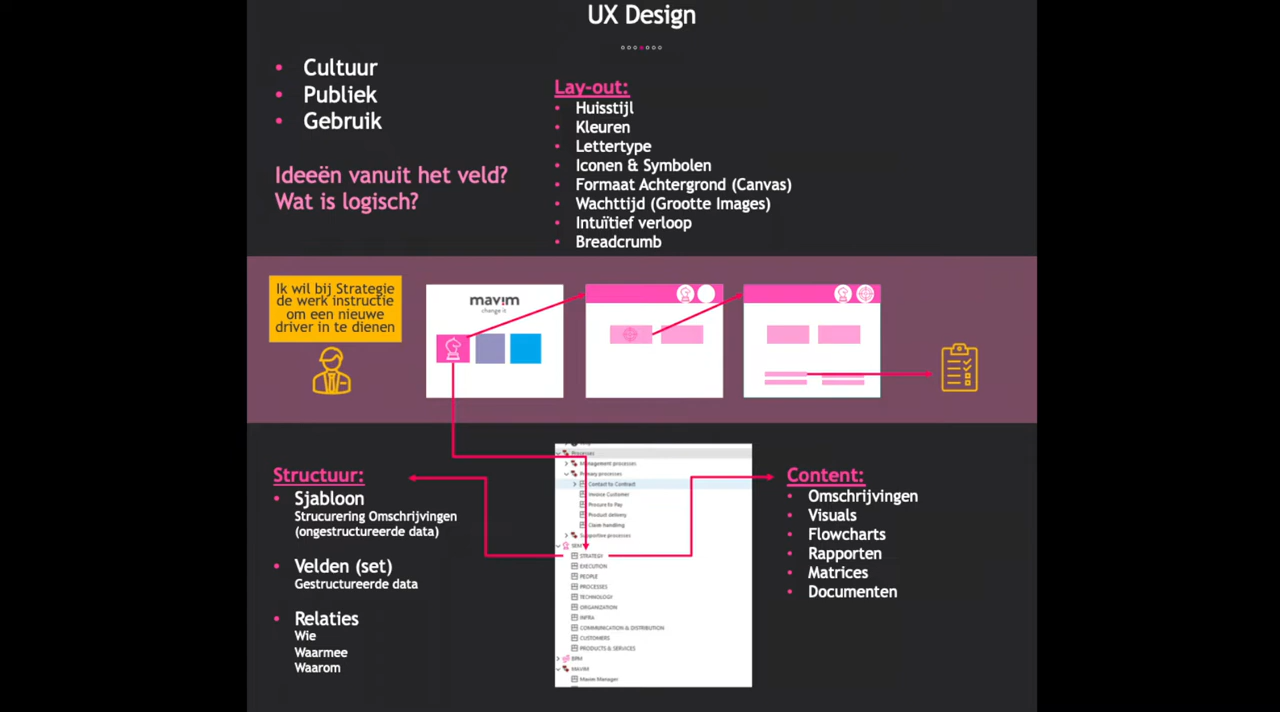 UX Design
Cultuur
Publiek
Gebruik
Ideeën vanuit het veld?
Wat is logisch?
Lay-out:
Huisstijl
Kleuren
Lettertype
Iconen & Symbolen
Formaat Achtergrond (Canvas)
Wachttijd (Grootte Images)
Intuïtief verloop
Breadcrumb
Ik wil bij Strategie
de werk instructie
om een nieuwe
driver in te dienen
mavim
change it
Structuur:
Sjabloon
Strucurering Omschrijvingen
(ongestructureerde data)
Velden (set)
Gestructureerde data
Relaties
Wie
Waarmee
Waarom
Processes
Management processes
Primary processes
Contact to Contract
Invoice Customer
Procure to Pay
Product delivery
Claim handling
Supportive processes
STRATEGY
EXECUTION
PEOPLE
PROCESSES
TECHNOLOGY
ORGANIZATION
INFRA
COMMUNICATION & DISTRIBUTION
CUSTOMERS
PRODUCTS & SERVICES
BPM
MAVIM
Mavim Manager
Content:
Omschrijvingen
Visuals
Flowcharts
Rapporten
Matrices
Documenten